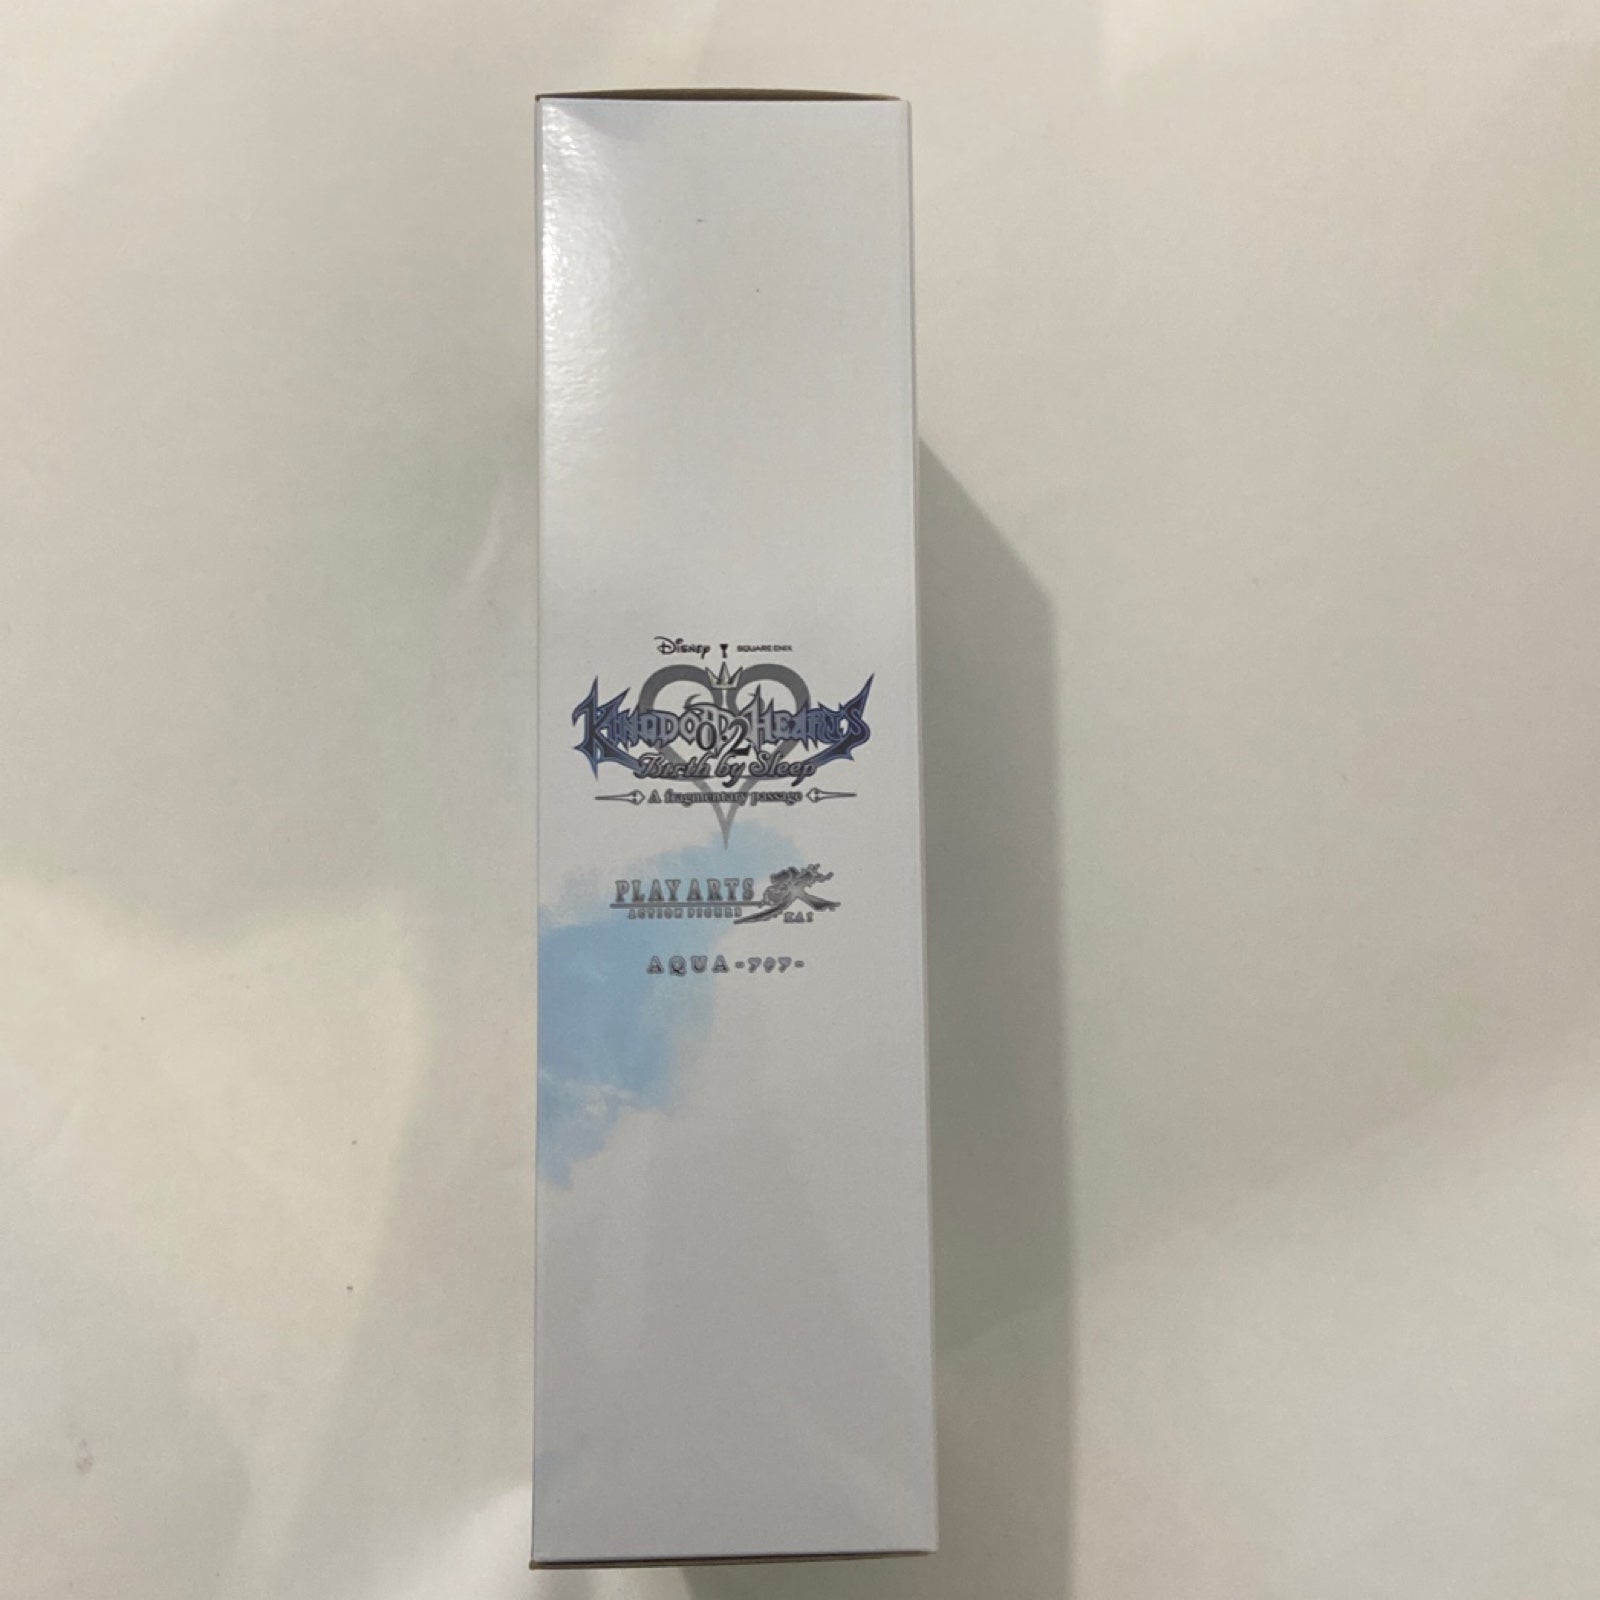 Disney SQUARE ENIX
KINGDOM HEARTS
0.2
Birth by Sleep
A fragmentary passage
PLAY ARTS
ACTION FIGURE KAI
AQUA -アクア-